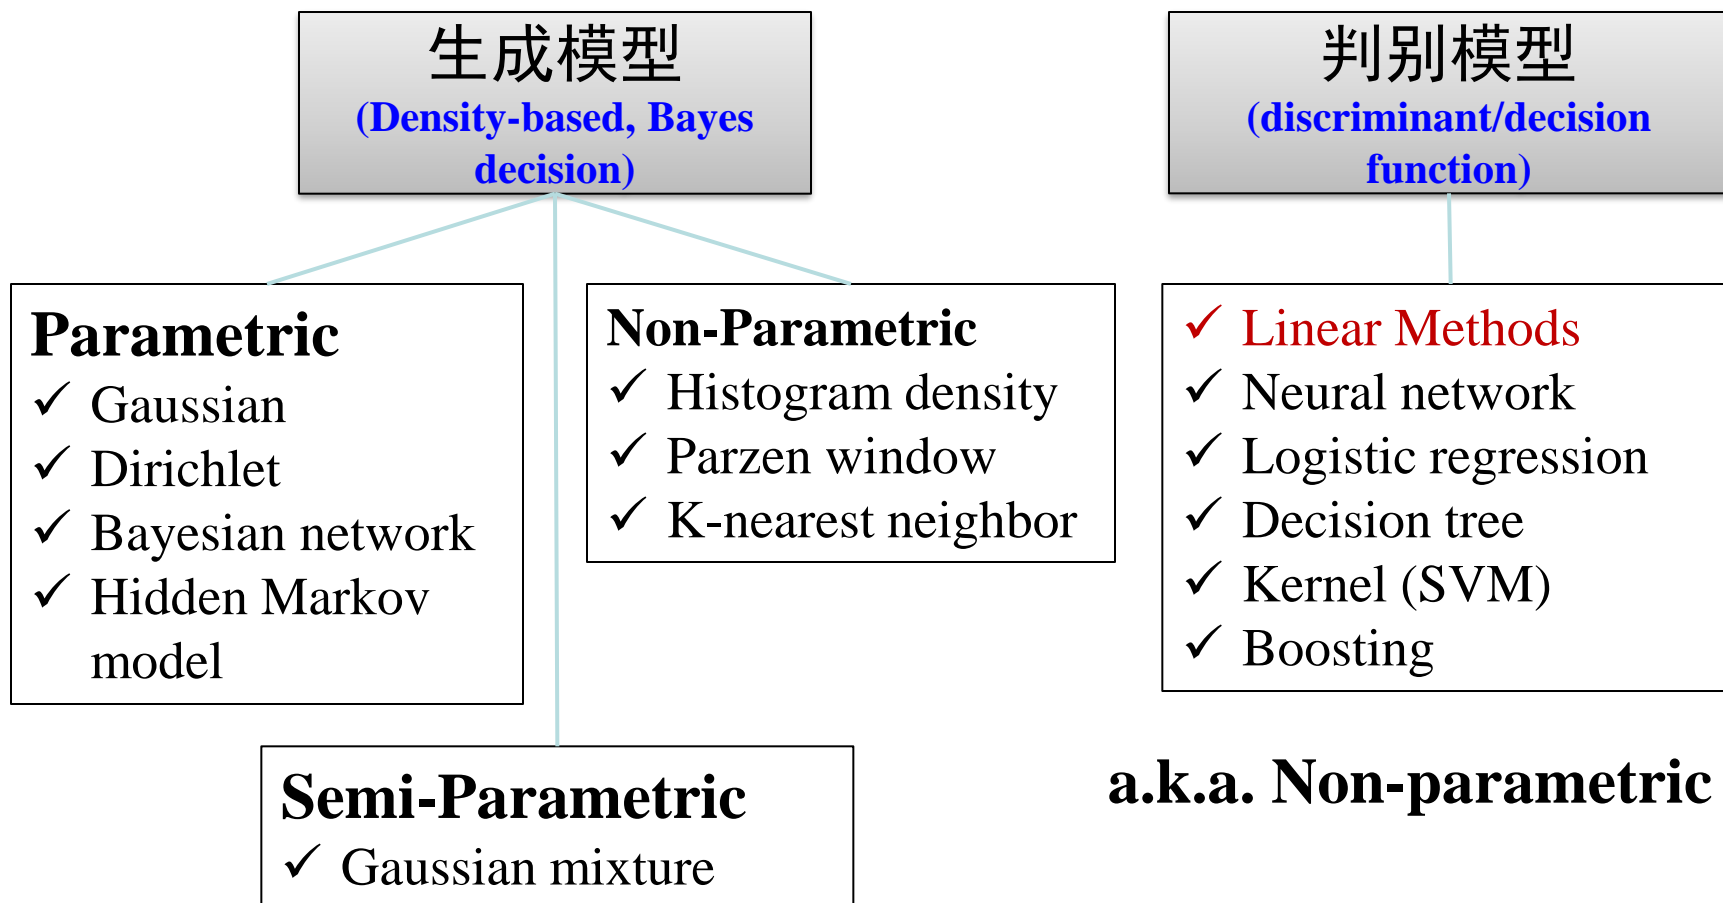 生成模型
(Density-based, Bayes
decision)
判别模型
(discriminant/decision
function)
Parametric
✓ Gaussian
✓ Dirichlet
✓ Bayesian network
✓ Hidden Markov
model
Non-Parametric
✓ Histogram density
✓ Parzen window
✓ K-nearest neighbor
✓ Linear Methods
✓ Neural network
✓ Logistic regression
✓ Decision tree
✓ Kernel (SVM)
✓ Boosting
Semi-Parametric
✓ Gaussian mixture
a.k.a. Non-parametric